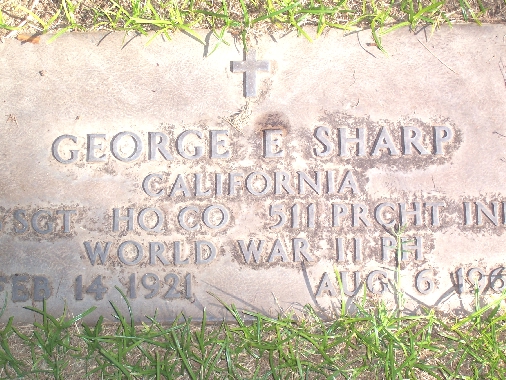 GEORGE E SHARP
CALIFORNIA
SGT HQ CO 511 PRCHT INF
WORLD WAR II PH
FEB 14 1921 AUG 6